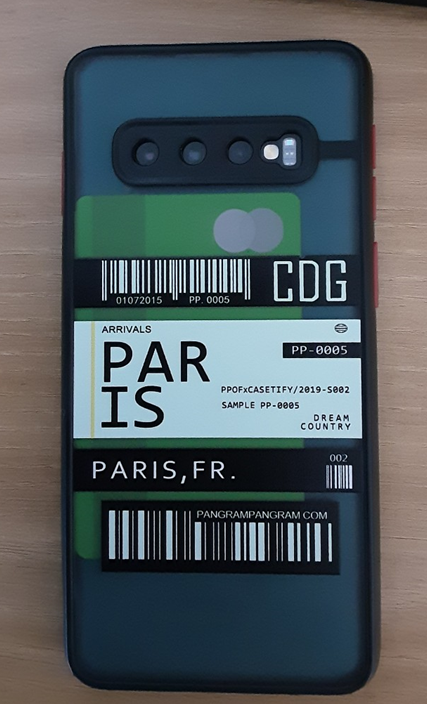 CDG
01072015 PP. 0005
ARRIVALS
PAR
IS
PP-0005
PPOFxCASETIFY/2019-S002
SAMPLE PP-0005
DREAM
COUNTRY
PARIS,FR.
002
PANGRAMPANGRAM COM